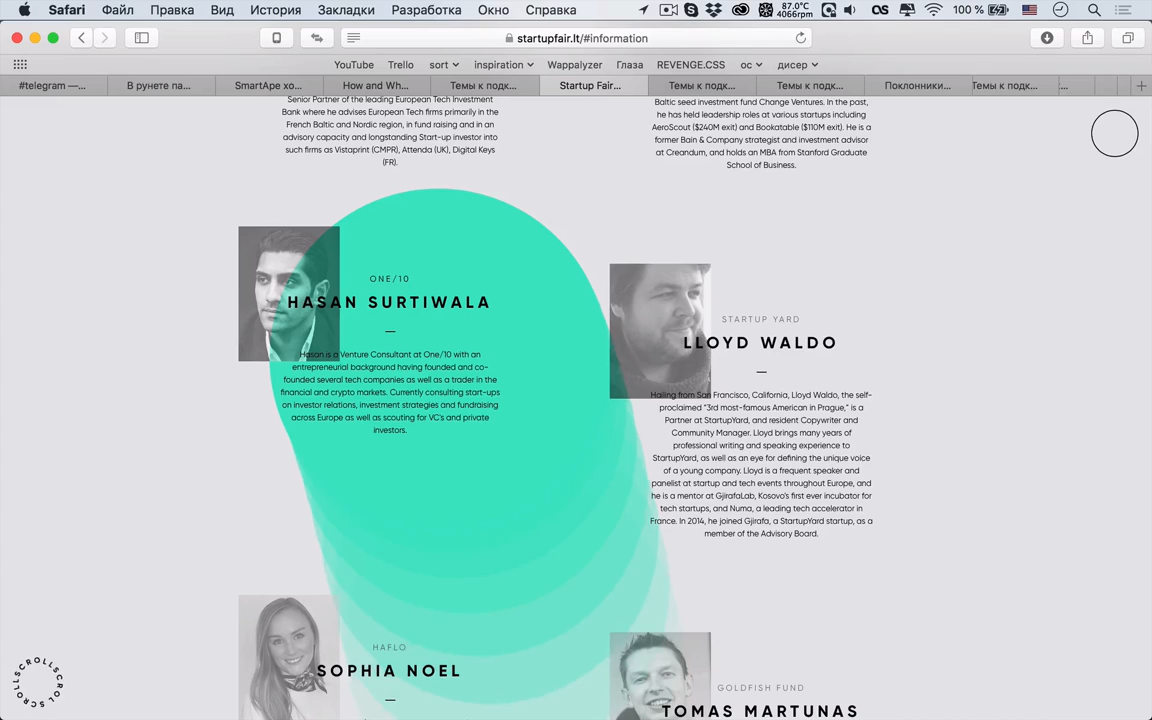 Safari Файл Правка Вид История Закладки Разработка Окно Справка 87.0°C 4066rpm 100 %
startupfair.lt/#information
YouTube Trello sort inspiration Wappalyzer Глаза REVENGE.CSS ос дисер
#telegram —... В рунете па... SmartApe хо... How and Wh... Темы к подк... Startup Fair... Темы к подк... Темы к подк... Поклонники... Темы к подк...
Senior Partner of the leading European Tech Investment
Bank where he advises European Tech firms primarily in the
French Baltic and Nordic region, in fund raising and in an
advisory capacity and longstanding Start-up investor into
such firms as Vistaprint (CMPR), Attenda (UK), Digital Keys
(FR).
Baltic seed investment fund Change Ventures. In the past,
he has held leadership roles at various startups including
AeroScout ($240M exit) and Bookatable ($110M exit). He is a
former Bain & Company strategist and investment advisor
at Creandum, and holds an MBA from Stanford Graduate
School of Business.
ONE/10
HASAN SURTIWALA
—
Hasan is a Venture Consultant at One/10 with an
entrepreneurial background having founded and co-
founded several tech companies as well as a trader in the
financial and crypto markets. Currently consulting start-ups
on investor relations, investment strategies and fundraising
across Europe as well as scouting for VC's and private
investors.
STARTUP YARD
LLOYD WALDO
—
Hailing from San Francisco, California, Lloyd Waldo, the self-
proclaimed "3rd most-famous American in Prague," is a
Partner at StartupYard, and resident Copywriter and
Community Manager. Lloyd brings many years of
professional writing and speaking experience to
StartupYard, as well as an eye for defining the unique voice
of a young company. Lloyd is a frequent speaker and
panelist at startup and tech events throughout Europe, and
he is a mentor at GjirafaLab, Kosovo's first ever incubator for
tech startups, and Numa, a leading tech accelerator in
France. In 2014, he joined Gjirafa, a StartupYard startup, as a
member of the Advisory Board.
HAFLO
SOPHIA NOEL
—
GOLDFISH FUND
TOMAS MARTUNAS
SCROLLSCROLLSCROLL